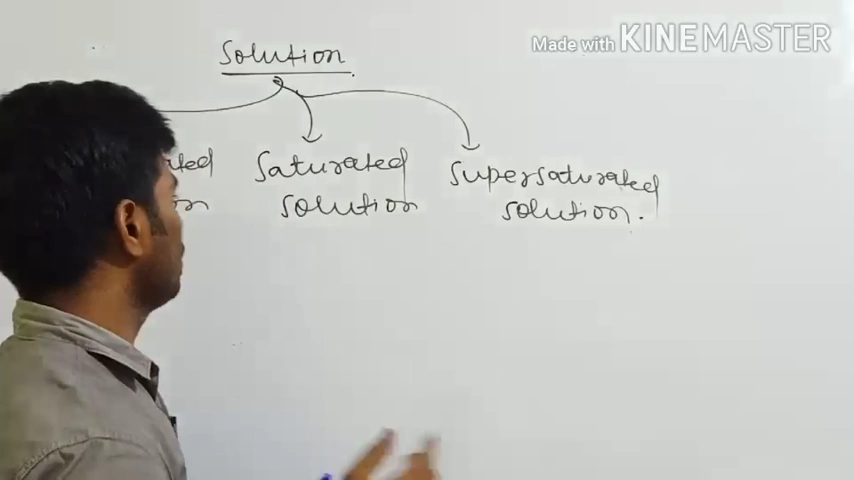 Made with KINEMASTER
Solution
Saturated
solution
Supersaturated
solution.